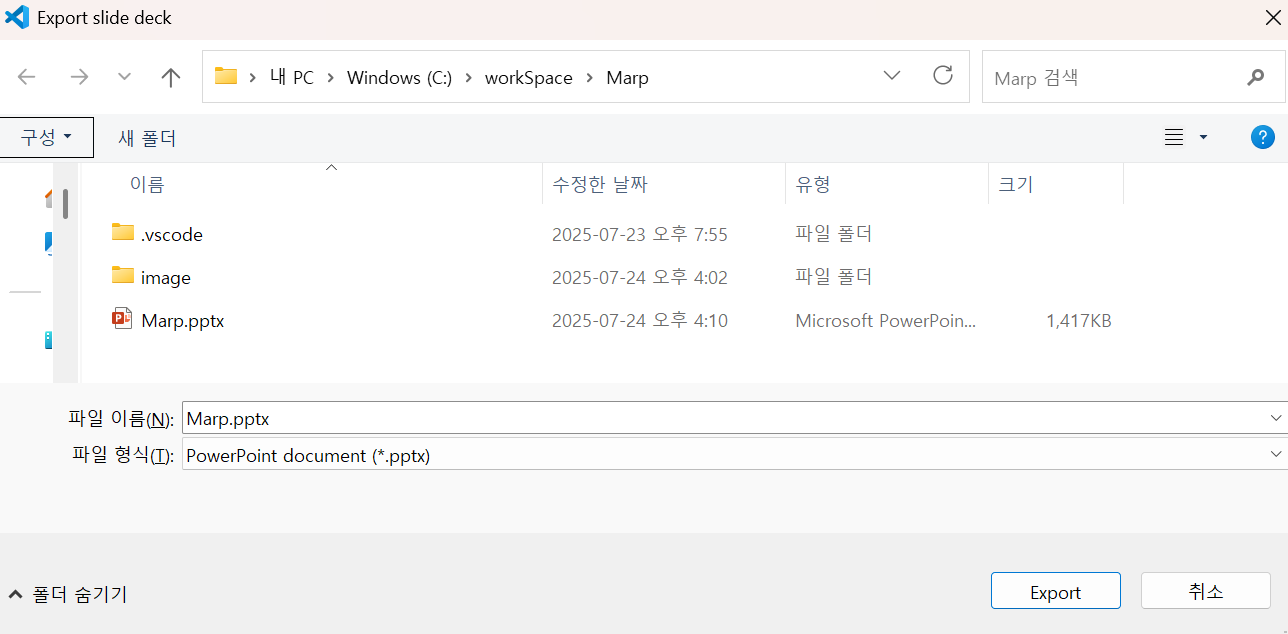 Export slide deck
내 PC > Windows (C:) > workSpace > Marp
Marp 검색
구성 새 폴더
이름 수정한 날짜 유형 크기
.vscode 2025-07-23 오후 7:55 파일 폴더
image 2025-07-24 오후 4:02 파일 폴더
Marp.pptx 2025-07-24 오후 4:10 Microsoft PowerPoin... 1,417KB
파일 이름(N): Marp.pptx
파일 형식(T): PowerPoint document (*.pptx)
폴더 숨기기 Export 취소